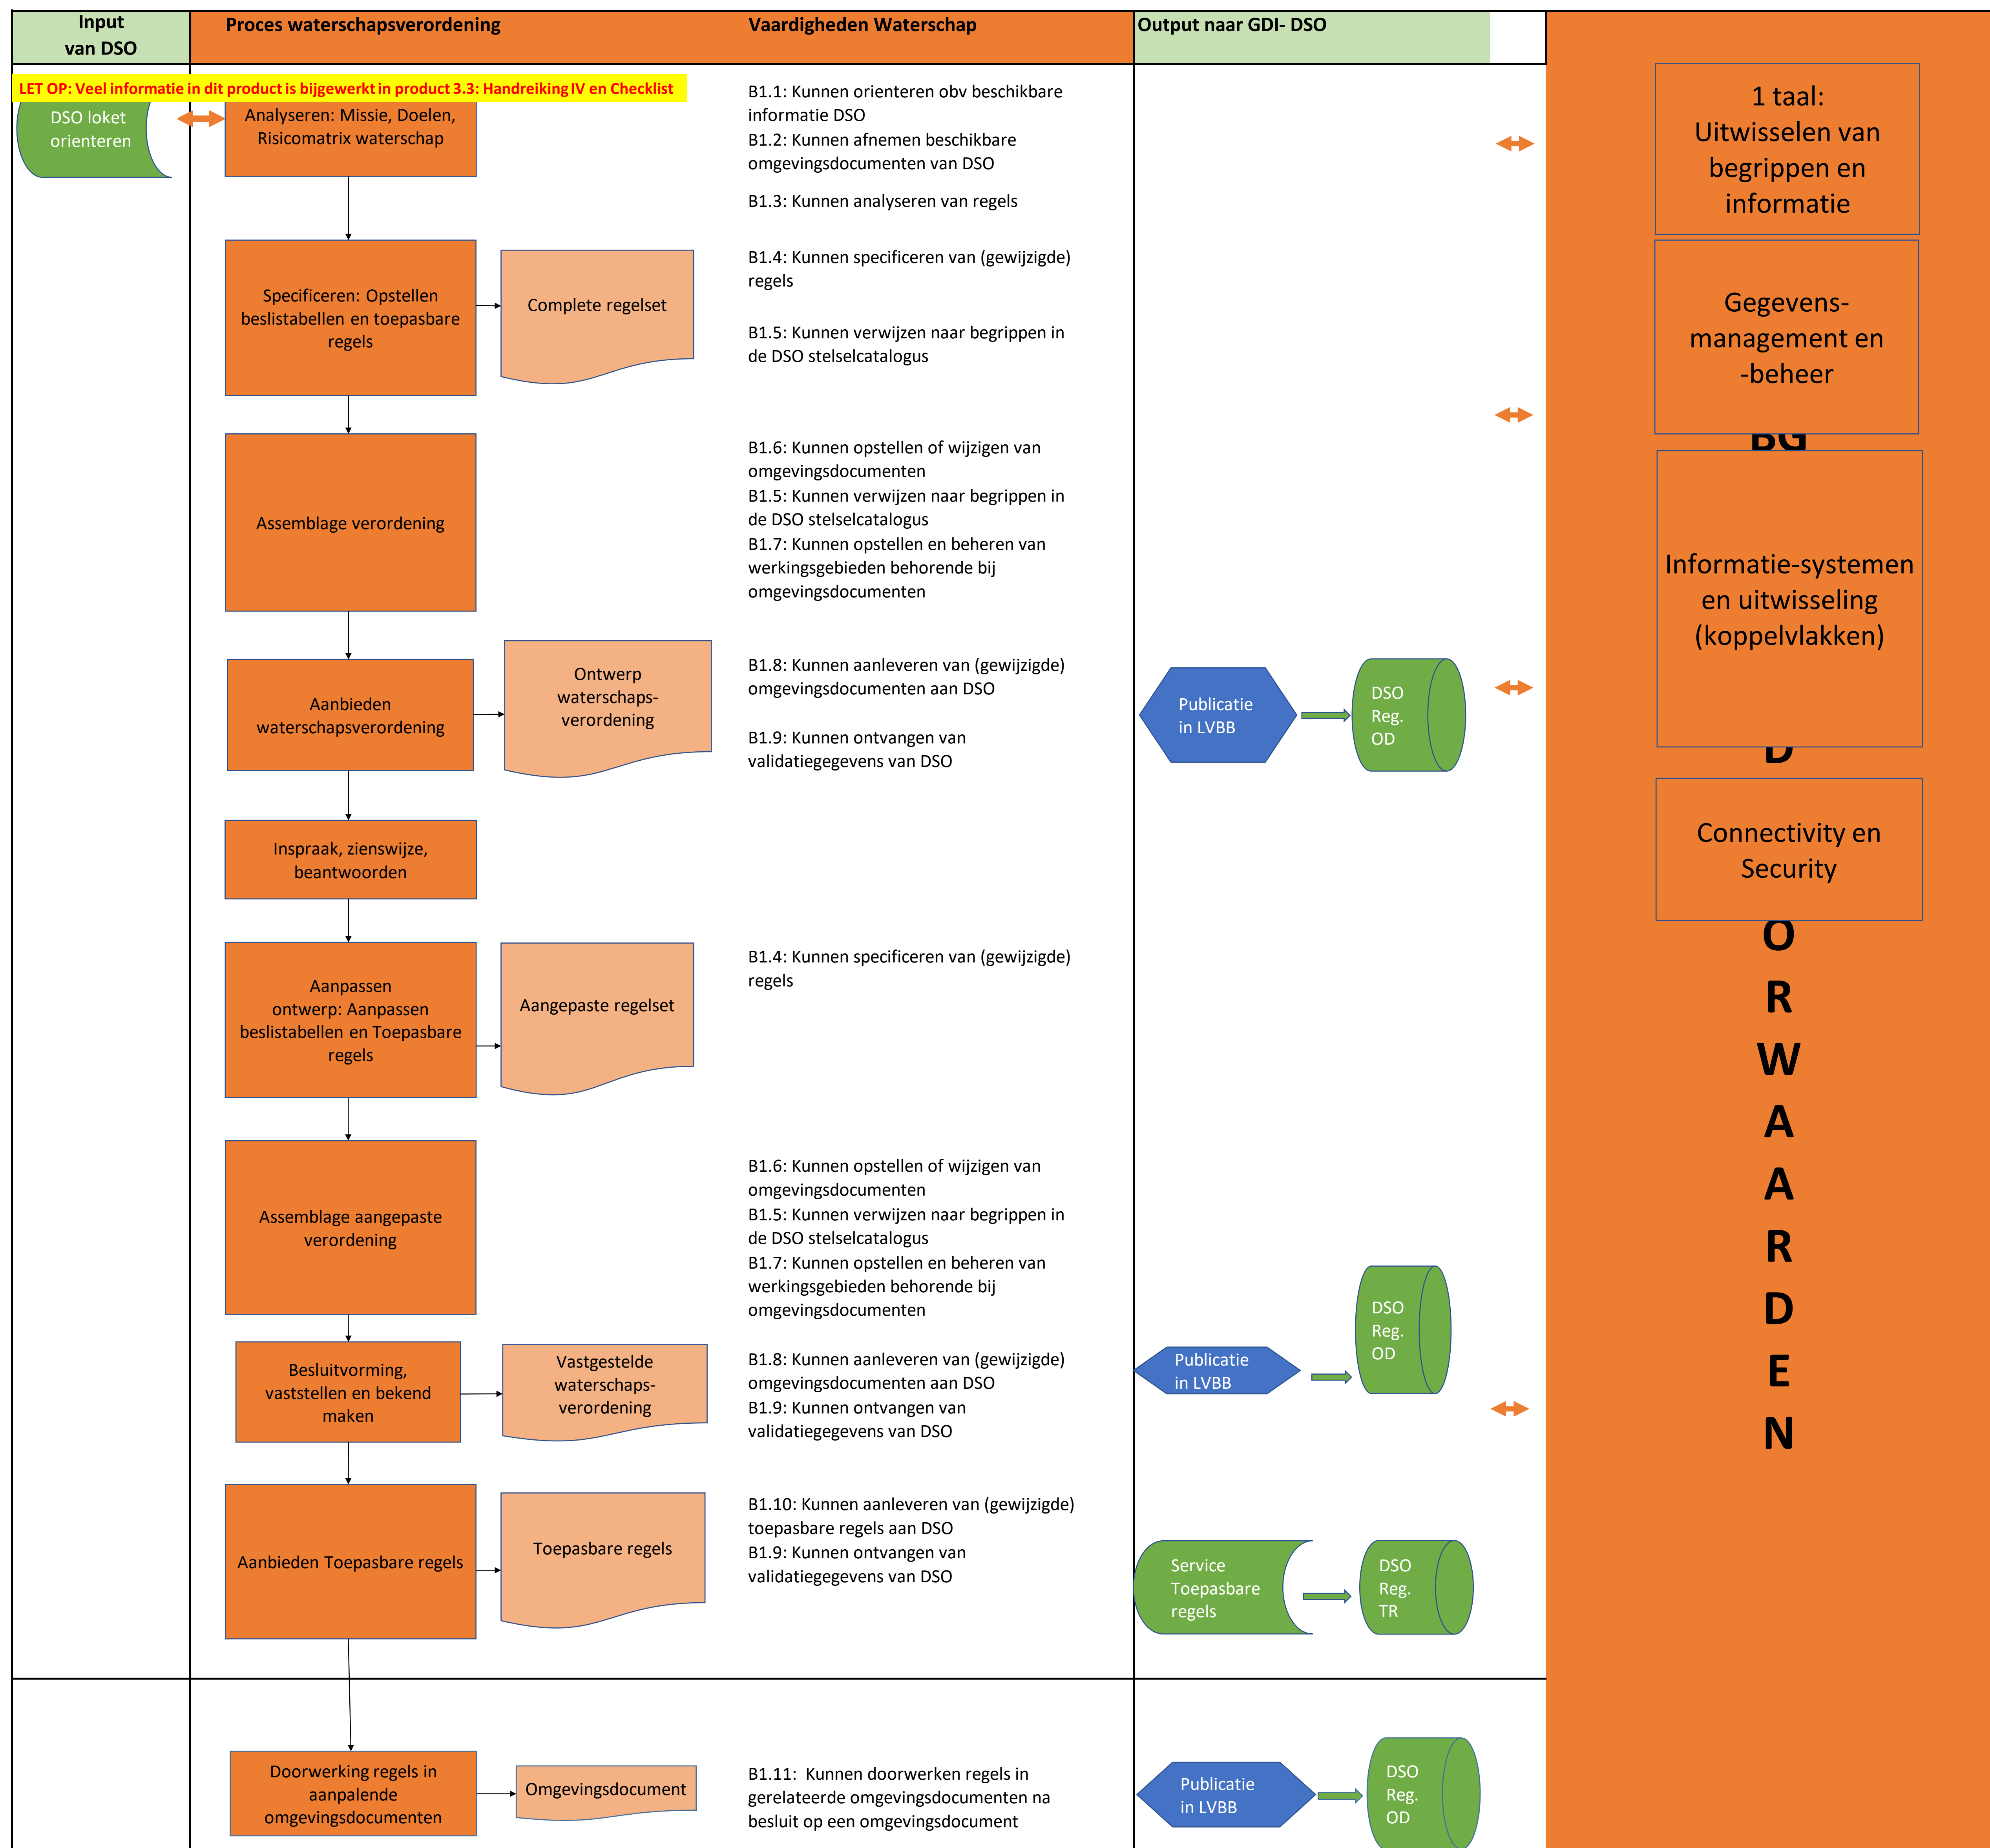 Input
van DSO
Proces waterschapsverordening
Vaardigheden Waterschap
Output naar GDI- DSO
LET OP: Veel informatie in dit product is bijgewerkt in product 3.3: Handreiking IV en Checklist
DSO loket
orienteren
Analyseren: Missie, Doelen,
Risicomatrix waterschap
B1.1: Kunnen orienteren obv beschikbare
informatie DSO
B1.2: Kunnen afnemen beschikbare
omgevingsdocumenten van DSO
B1.3: Kunnen analyseren van regels
Specificeren: Opstellen
beslistabellen en toepasbare
regels
Complete regelset
B1.4: Kunnen specificeren van (gewijzigde)
regels
B1.5: Kunnen verwijzen naar begrippen in
de DSO stelselcatalogus
Assemblage verordening
B1.6: Kunnen opstellen of wijzigen van
omgevingsdocumenten
B1.5: Kunnen verwijzen naar begrippen in
de DSO stelselcatalogus
B1.7: Kunnen opstellen en beheren van
werkingsgebieden behorende bij
omgevingsdocumenten
Aanbieden
waterschapsverordening
Ontwerp
waterschaps-
verordening
B1.8: Kunnen aanleveren van (gewijzigde)
omgevingsdocumenten aan DSO
B1.9: Kunnen ontvangen van
validatiegegevens van DSO
Publicatie
in LVBB
DSO
Reg.
OD
Inspraak, zienswijze,
beantwoorden
Aanpassen
ontwerp: Aanpassen
beslistabellen en Toepasbare
regels
Aangepaste regelset
B1.4: Kunnen specificeren van (gewijzigde)
regels
Assemblage aangepaste
verordening
B1.6: Kunnen opstellen of wijzigen van
omgevingsdocumenten
B1.5: Kunnen verwijzen naar begrippen in
de DSO stelselcatalogus
B1.7: Kunnen opstellen en beheren van
werkingsgebieden behorende bij
omgevingsdocumenten
Besluitvorming,
vaststellen en bekend
maken
Vastgestelde
waterschaps-
verordening
B1.8: Kunnen aanleveren van (gewijzigde)
omgevingsdocumenten aan DSO
B1.9: Kunnen ontvangen van
validatiegegevens van DSO
Publicatie
in LVBB
DSO
Reg.
OD
Aanbieden Toepasbare regels
Toepasbare regels
B1.10: Kunnen aanleveren van (gewijzigde)
toepasbare regels aan DSO
B1.9: Kunnen ontvangen van
validatiegegevens van DSO
Service
Toepasbare
regels
DSO
Reg.
TR
Doorwerking regels in
aanpalende
omgevingsdocumenten
Omgevingsdocument
B1.11: Kunnen doorwerken regels in
gerelateerde omgevingsdocumenten na
besluit op een omgevingsdocument
Publicatie
in LVBB
DSO
Reg.
OD
1 taal:
Uitwisselen van
begrippen en
informatie
Gegevens-
management en
-beheer
Informatie-systemen
en uitwisseling
(koppelvlakken)
Connectivity en
Security
O
R
W
A
A
R
D
E
N